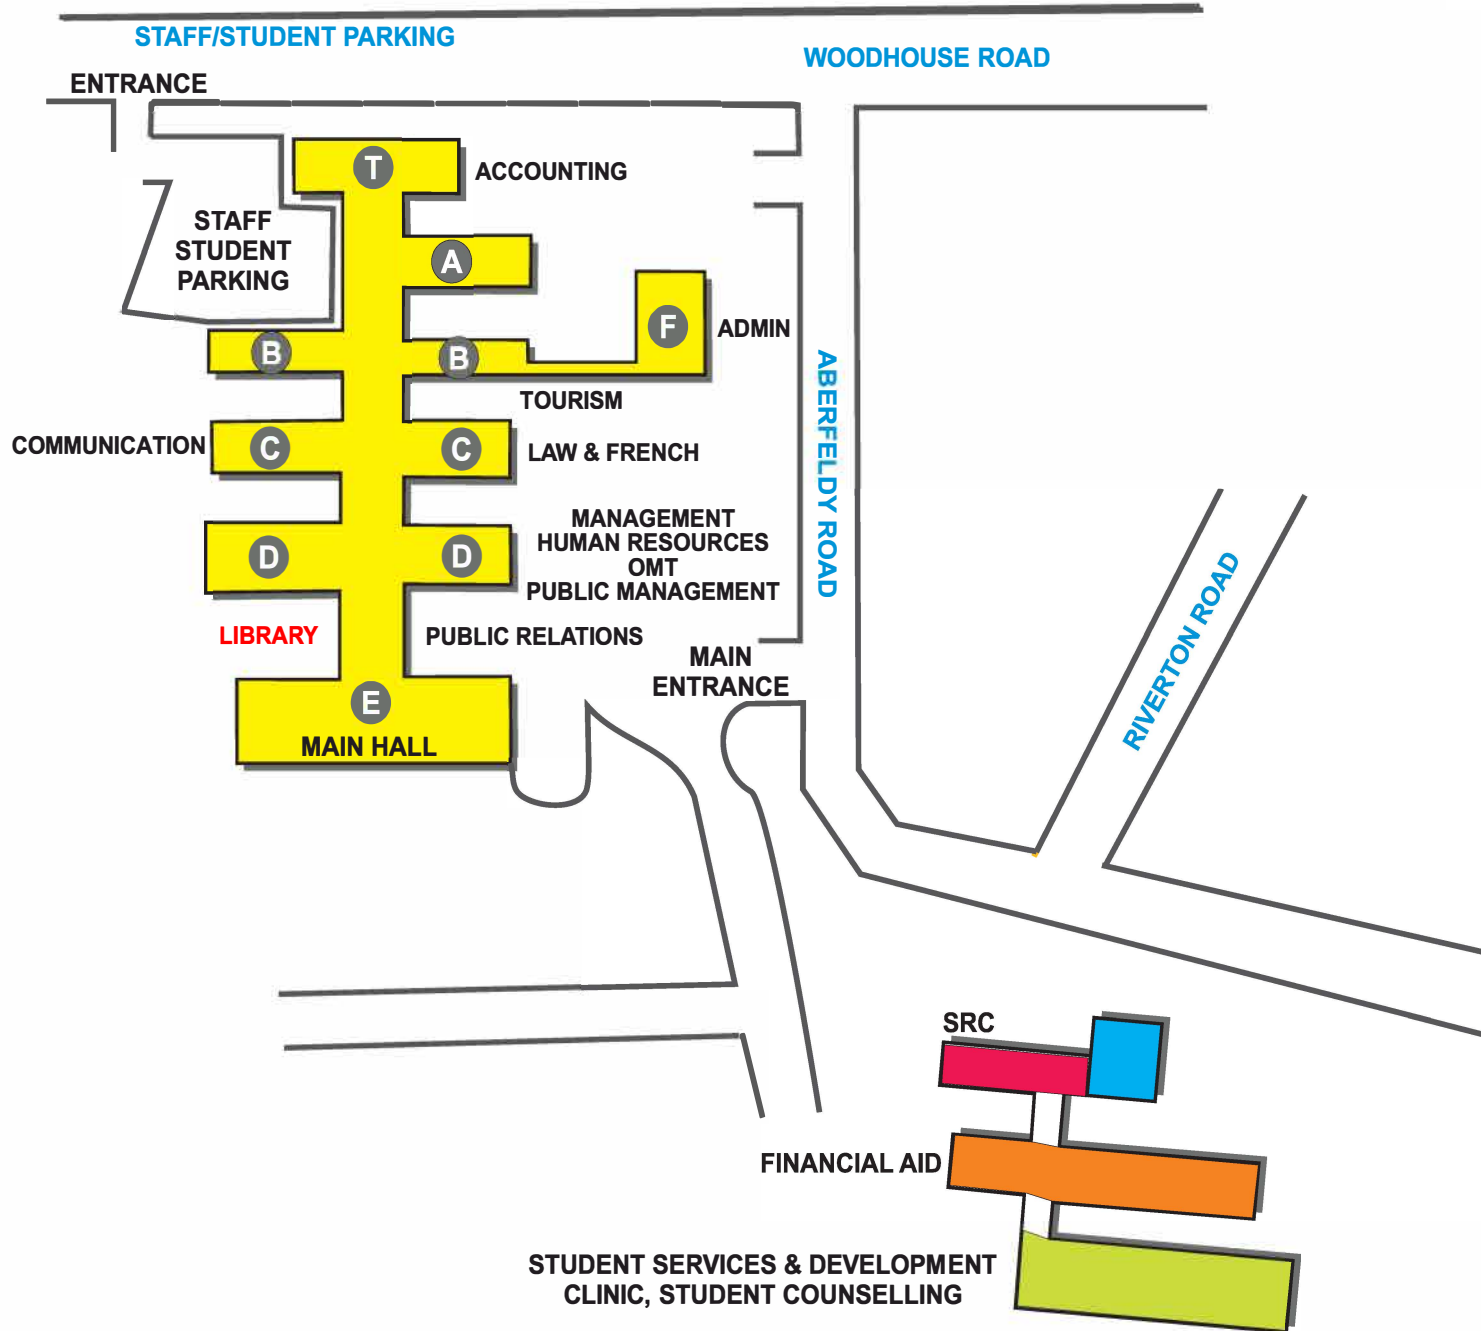 STAFF/STUDENT PARKING
WOODHOUSE ROAD
ENTRANCE
T
ACCOUNTING
STAFF
STUDENT
PARKING
A
F
ADMIN
B
B
TOURISM
ABERFELDY ROAD
COMMUNICATION
C
C
LAW & FRENCH
MANAGEMENT
HUMAN RESOURCES
OMT
PUBLIC MANAGEMENT
D
D
LIBRARY
PUBLIC RELATIONS
MAIN
ENTRANCE
RIVERTON ROAD
E
MAIN HALL
SRC
FINANCIAL AID
STUDENT SERVICES & DEVELOPMENT
CLINIC, STUDENT COUNSELLING